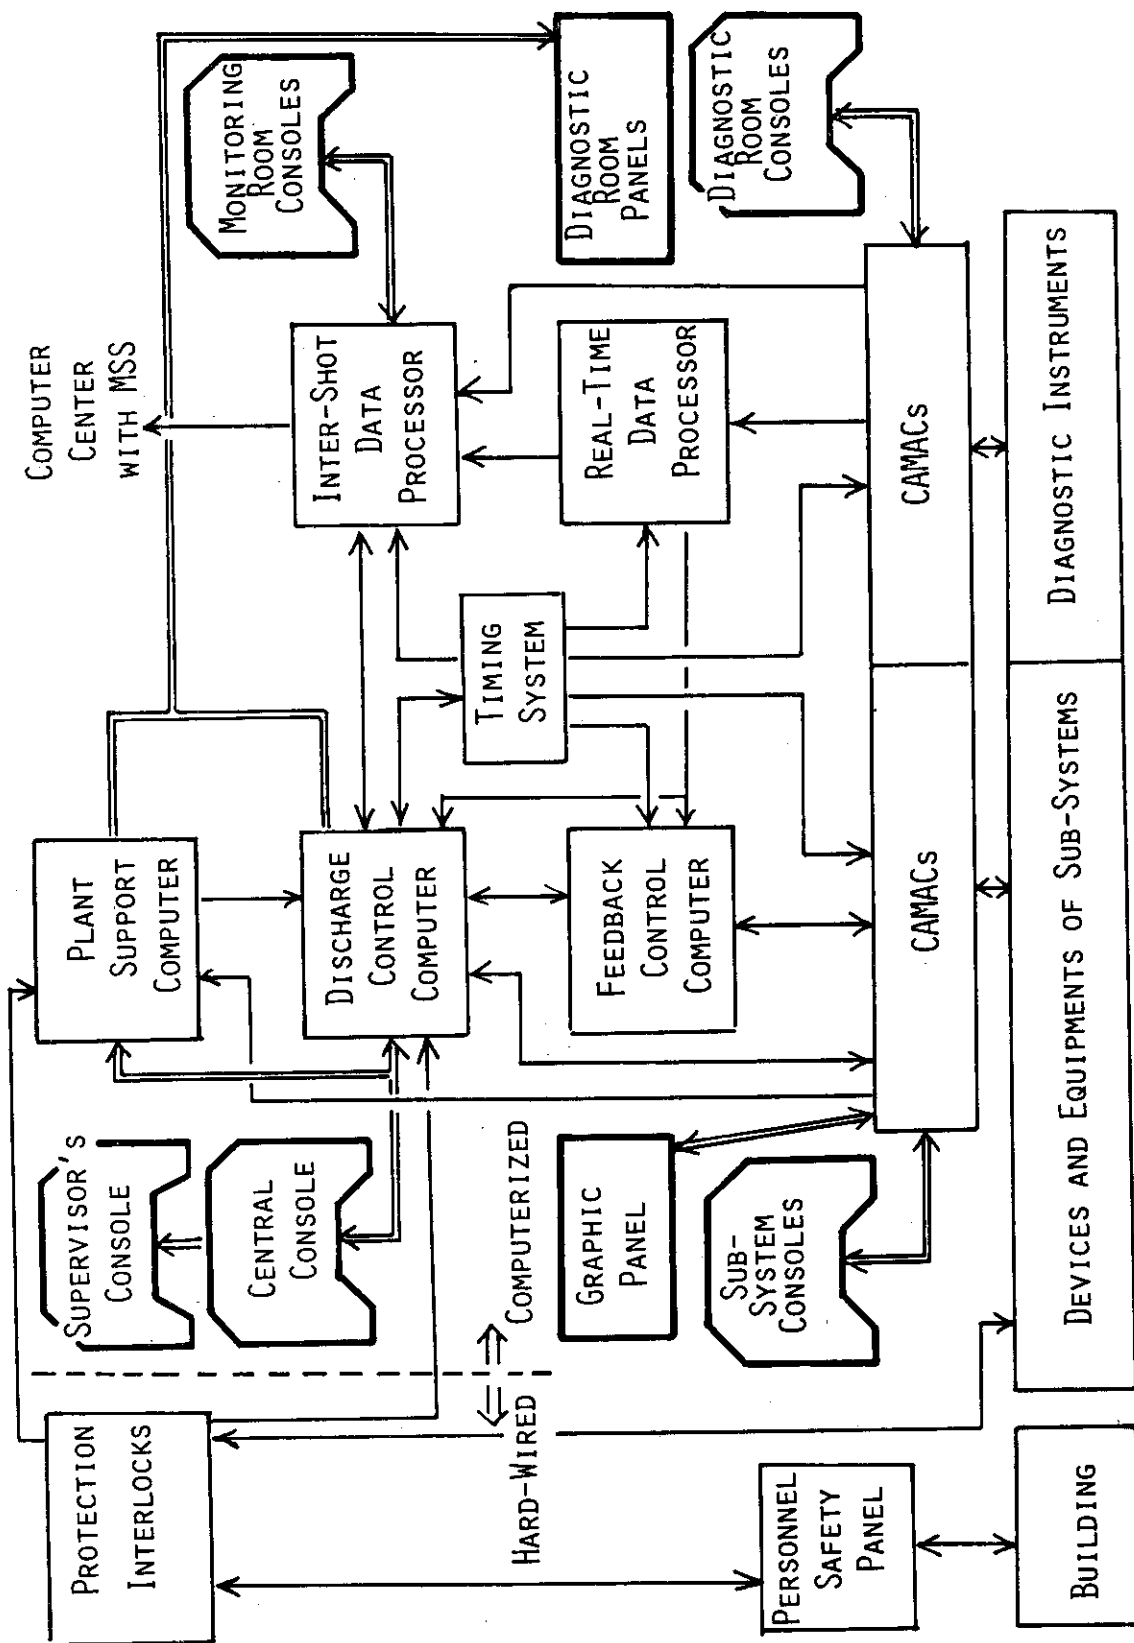 PROTECTION
INTERLOCKS
SUPERVISOR'S
CONSOLE
CENTRAL
CONSOLE
PLANT
SUPPORT
COMPUTER
COMPUTER
CENTER
WITH MSS
MONITORING
ROOM
CONSOLES
DISCHARGE
CONTROL
COMPUTER
INTER-SHOT
DATA
PROCESSOR
TIMING
SYSTEM
HARD-WIRED
COMPUTERIZED
GRAPHIC
PANEL
FEEDBACK
CONTROL
COMPUTER
REAL-TIME
DATA
PROCESSOR
DIAGNOSTIC
ROOM
PANELS
PERSONNEL
SAFETY
PANEL
SUB-
SYSTEM
CONSOLES
DIAGNOSTIC
ROOM
CONSOLES
CAMACs
CAMACs
BUILDING
DEVICES AND EQUIPMENTS OF SUB-SYSTEMS
DIAGNOSTIC INSTRUMENTS